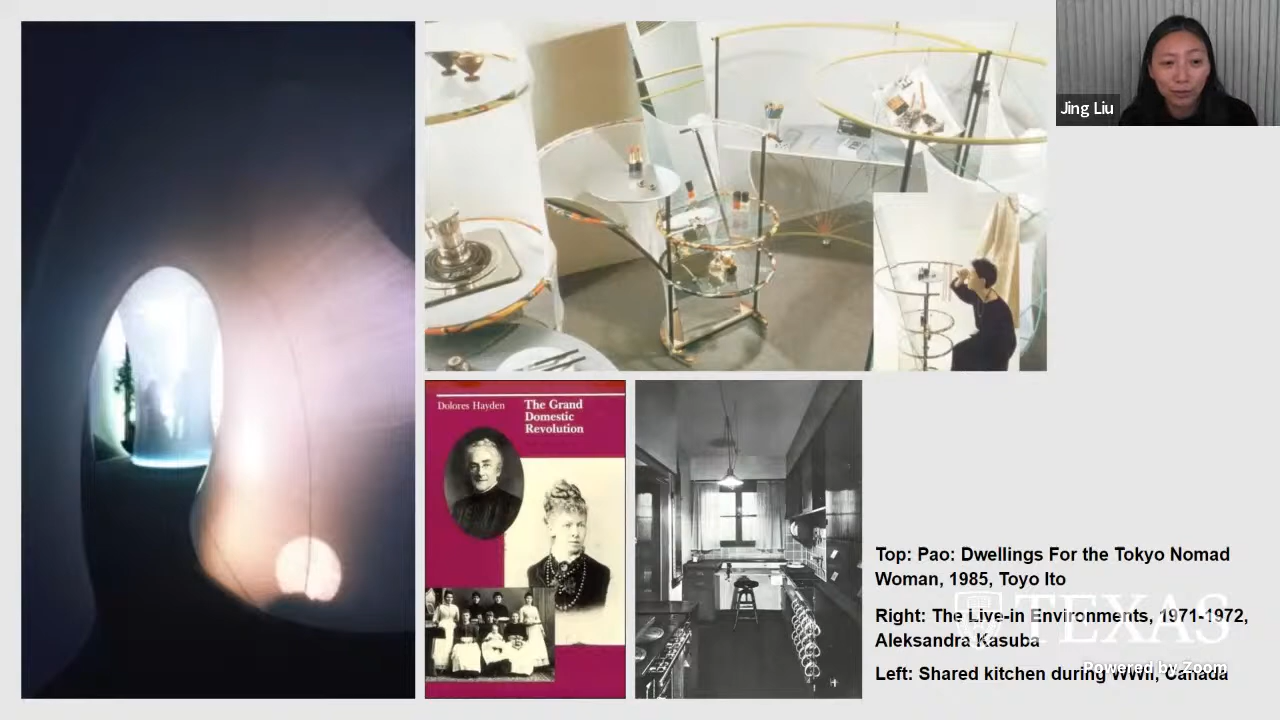 Jing Liu
Dolores Hayden
The Grand
Domestic
Revolution
Top: Pao: Dwellings For the Tokyo Nomad
Woman, 1985, Toyo Ito
Right: The Live-in Environments, 1971-1972,
Aleksandra Kasuba
TEXAS
Powered by Zoom
Left: Shared kitchen during WWII, Canada